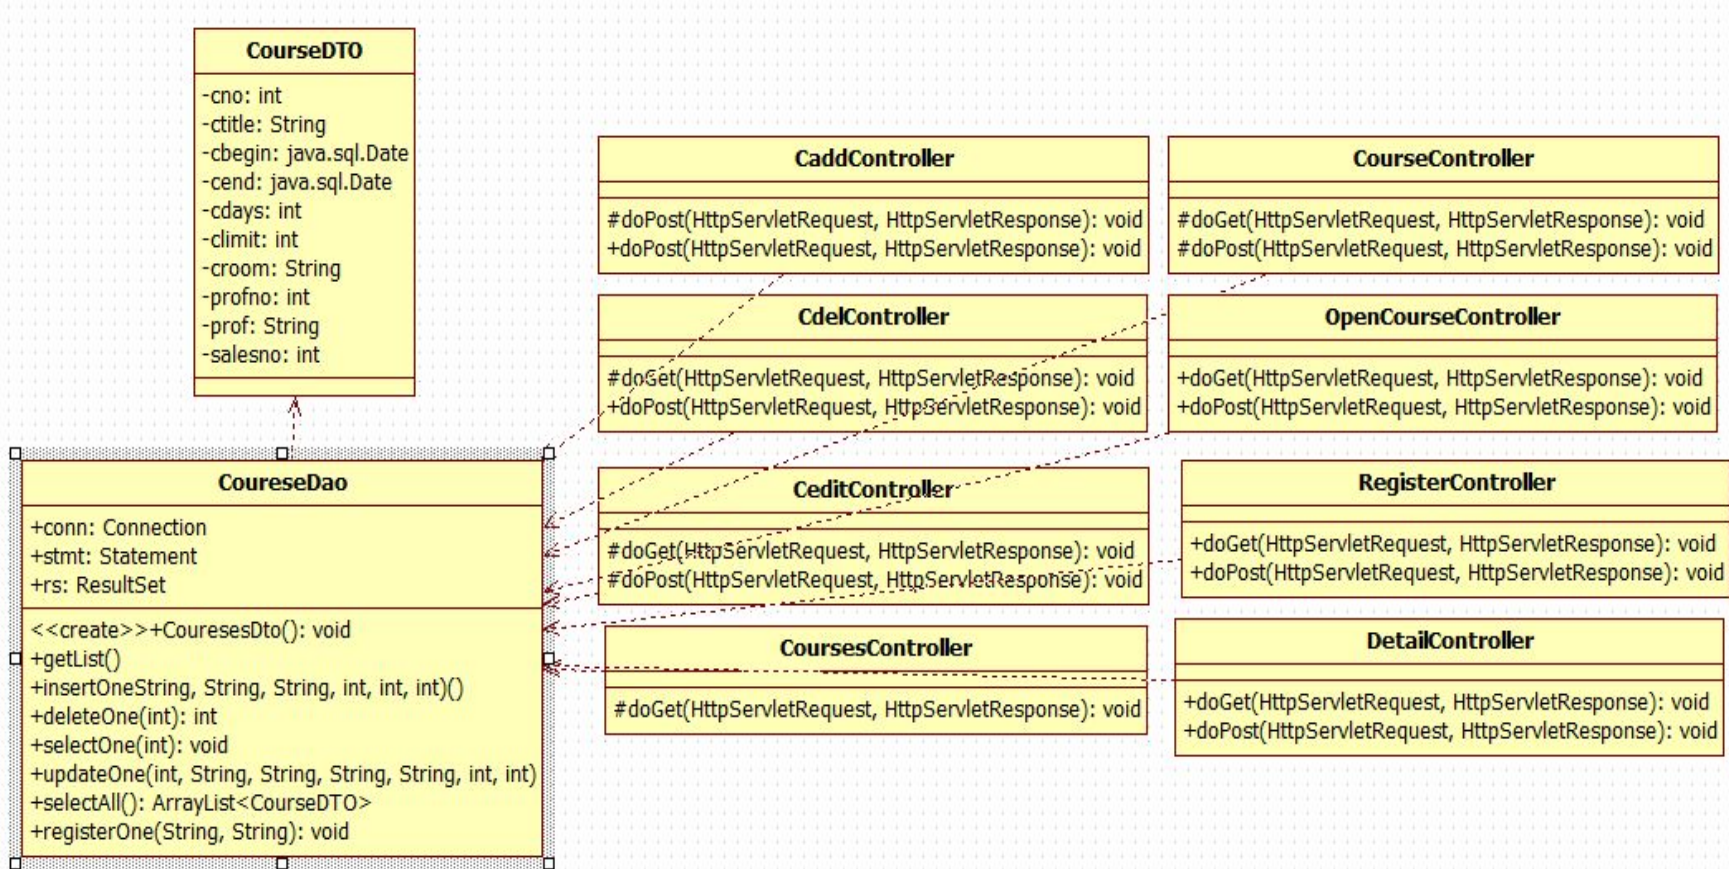 CourseDTO
-cno: int
-ctitle: String
-cbegin: java.sql.Date
-cend: java.sql.Date
-cdays: int
-climit: int
-croom: String
-profno: int
-prof: String
-salesno: int
CoureseDao
+conn: Connection
+stmt: Statement
+rs: ResultSet
<<create>>+CouresesDto(): void
+getList()
+insertOneString, String, String, int, int, int)()
+deleteOne(int): int
+selectOne(int): void
+updateOne(int, String, String, String, String, int, int)
+selectAll(): ArrayList<CourseDTO>
+registerOne(String, String): void
CaddController
#doPost(HttpServletRequest, HttpServletResponse): void
+doPost(HttpServletRequest, HttpServletResponse): void
CdelController
#doGet(HttpServletRequest, HttpServletResponse): void
+doPost(HttpServletRequest, HttpServletResponse): void
CeditController
#doGet(HttpServletRequest, HttpServletResponse): void
#doPost(HttpServletRequest, HttpServletResponse): void
CoursesController
#doGet(HttpServletRequest, HttpServletResponse): void
CourseController
#doGet(HttpServletRequest, HttpServletResponse): void
#doPost(HttpServletRequest, HttpServletResponse): void
OpenCourseController
+doGet(HttpServletRequest, HttpServletResponse): void
+doPost(HttpServletRequest, HttpServletResponse): void
RegisterController
+doGet(HttpServletRequest, HttpServletResponse): void
+doPost(HttpServletRequest, HttpServletResponse): void
DetailController
+doGet(HttpServletRequest, HttpServletResponse): void
+doPost(HttpServletRequest, HttpServletResponse): void